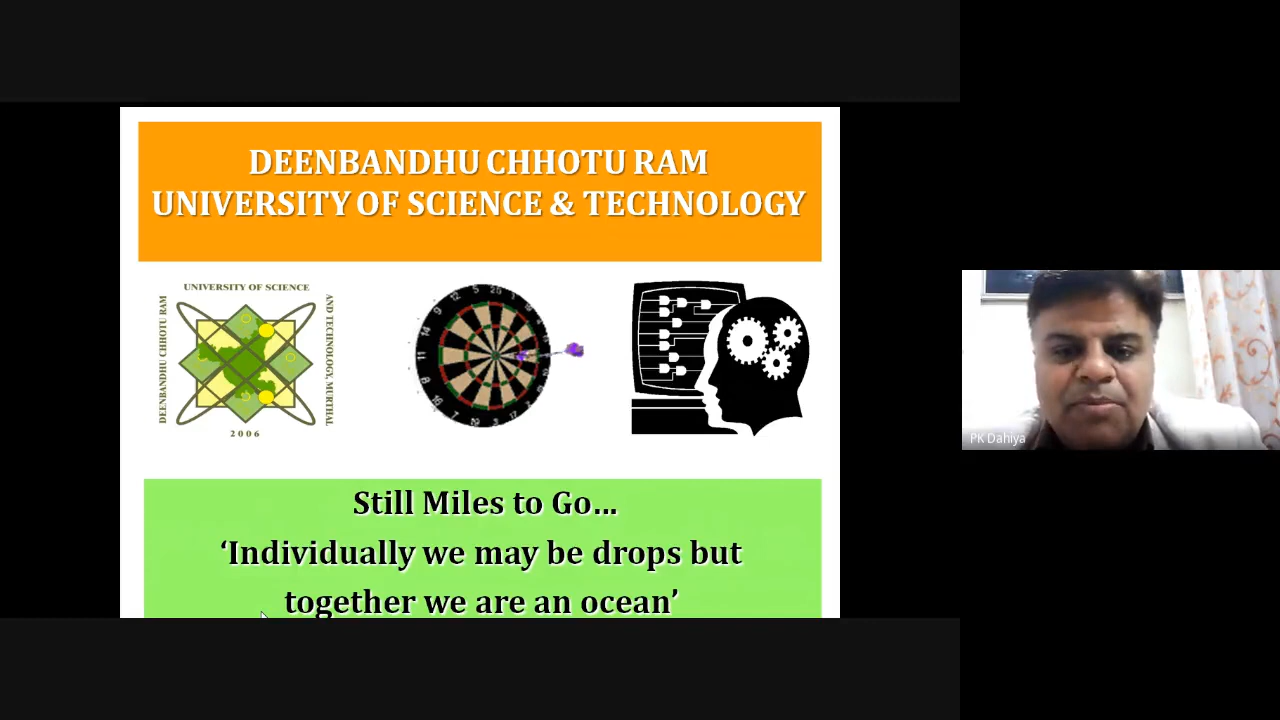 DEENBANDHU CHHOTU RAM
UNIVERSITY OF SCIENCE & TECHNOLOGY
UNIVERSITY OF SCIENCE
DEENBANDHU CHHOTU RAM
AND TECHNOLOGY, MURTHAL
2006
Still Miles to Go...
‘Individually we may be drops but
together we are an ocean’
PK Dahiya